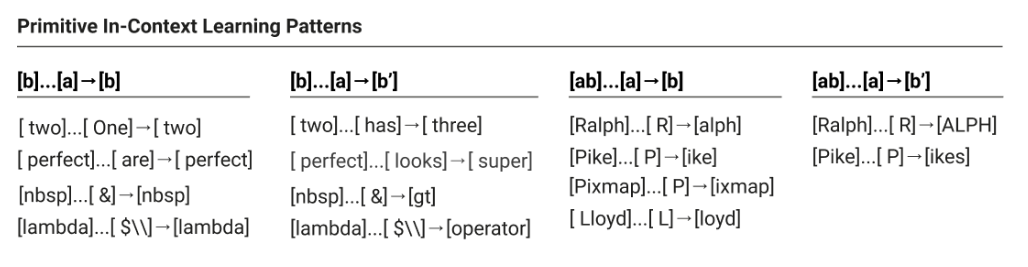 Primitive In-Context Learning Patterns
[b]...[a]→[b]
[ two]...[ One]→[ two]
[ perfect]...[ are]→[ perfect]
[nbsp]...[ &]→[nbsp]
[lambda]...[ $\\]→[lambda]
[b]...[a]→[b′]
[ two]...[ has]→[ three]
[ perfect]...[ looks]→[ super]
[nbsp]...[ &]→[gt]
[lambda]...[ $\\]→[operator]
[ab]...[a]→[b]
[Ralph]...[ R]→[alph]
[Pike]...[ P]→[ike]
[Pixmap]...[ P]→[ixmap]
[ Lloyd]...[ L]→[loyd]
[ab]...[a]→[b′]
[Ralph]...[ R]→[ALPH]
[Pike]...[ P]→[ikes]